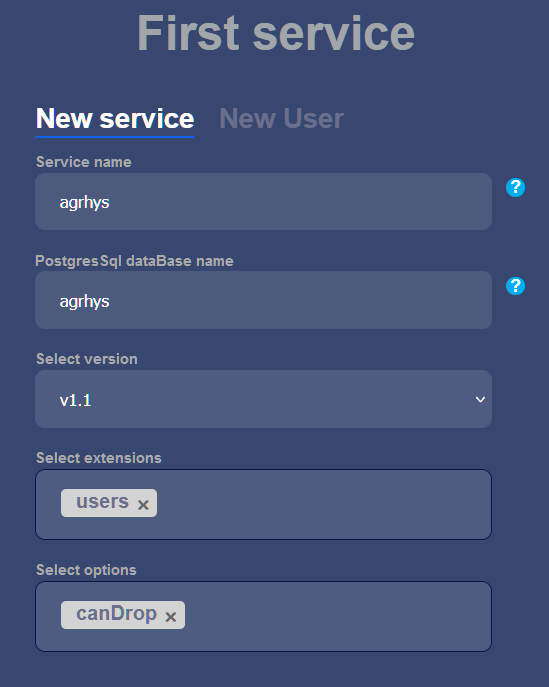 First service
New service New User
Service name
agrhys
?
PostgresSql dataBase name
agrhys
?
Select version
v1.1
Select extensions
users ×
Select options
canDrop ×